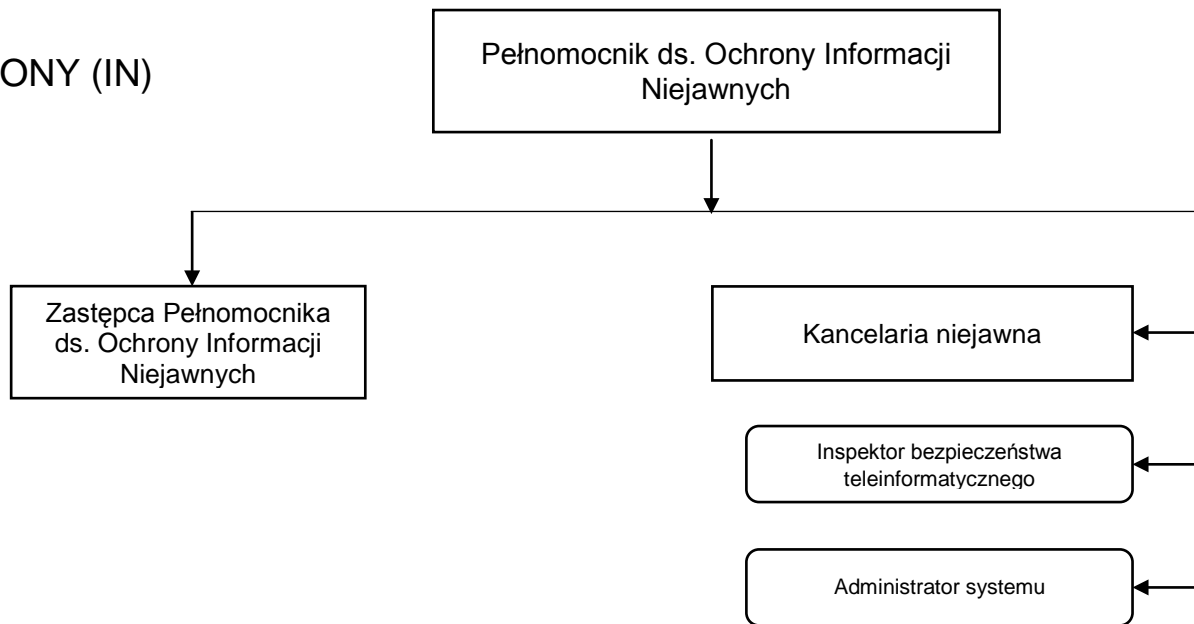 ONY (IN)
Pełnomocnik ds. Ochrony Informacji
Niejawnych
Zastępca Pełnomocnika
ds. Ochrony Informacji
Niejawnych
Kancelaria niejawna
Inspektor bezpieczeństwa
teleinformatycznego
Administrator systemu